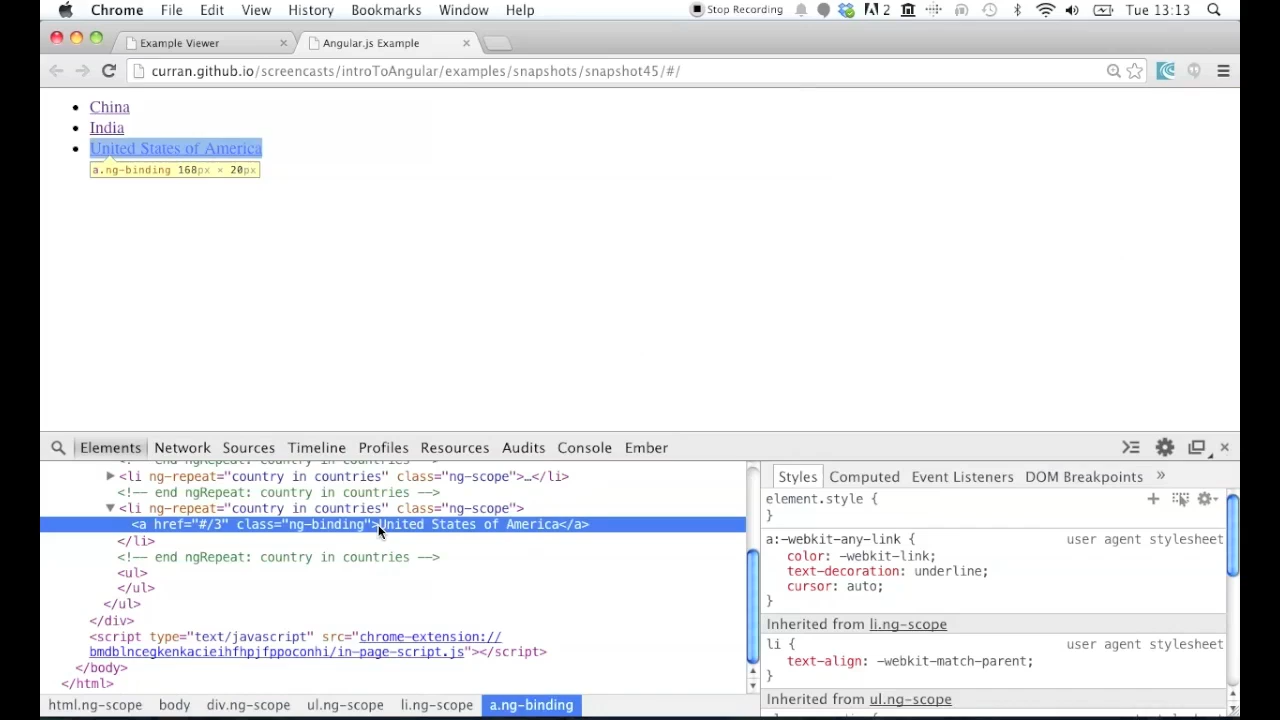 Chrome File Edit View History Bookmarks Window Help Stop Recording 2 Tue 13:13
Example Viewer × Angular.js Example ×
curran.github.io/screencasts/introToAngular/examples/snapshots/snapshot45/#/
• China
• India
• United States of America
a.ng-binding 168px × 20px
Elements Network Sources Timeline Profiles Resources Audits Console Ember ×
<!-- end ngRepeat: country in countries -->
<li ng-repeat="country in countries" class="ng-scope">…</li>
<!-- end ngRepeat: country in countries -->
<li ng-repeat="country in countries" class="ng-scope">
<a href="#/3" class="ng-binding">United States of America</a>
</li>
<!-- end ngRepeat: country in countries -->
<ul>
</ul>
</ul>
</div>
<script type="text/javascript" src="chrome-extension://
bmdblncegkenkacieihfhpjfppoconhi/in-page-script.js"></script>
</body>
</html>
html.ng-scope body div.ng-scope ul.ng-scope li.ng-scope a.ng-binding
Styles Computed Event Listeners DOM Breakpoints »
element.style {
}
a:-webkit-any-link { user agent stylesheet
color: -webkit-link;
text-decoration: underline;
cursor: auto;
}
Inherited from li.ng-scope
li { user agent stylesheet
text-align: -webkit-match-parent;
}
Inherited from ul.ng-scope